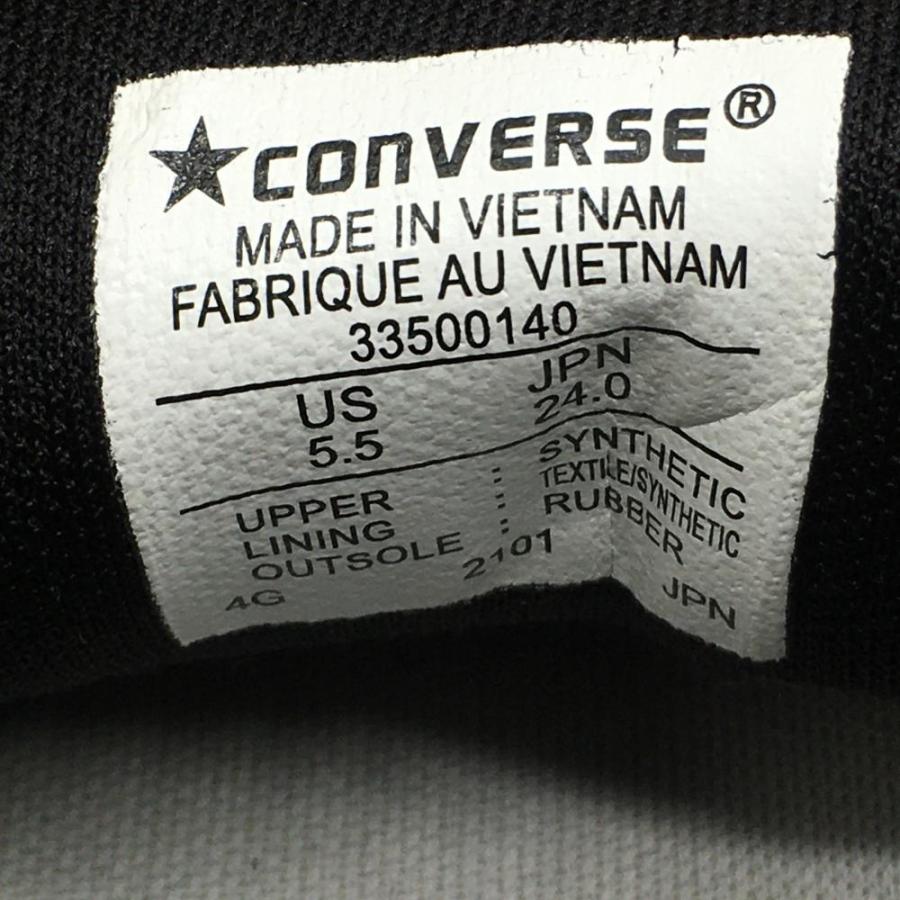 ★CONVERSE®
MADE IN VIETNAM
FABRIQUE AU VIETNAM
33500140
US JPN
5.5 24.0
UPPER : SYNTHETIC
LINING : TEXTILE/SYNTHETIC
OUTSOLE : RUBBER
4G 2101 JPN